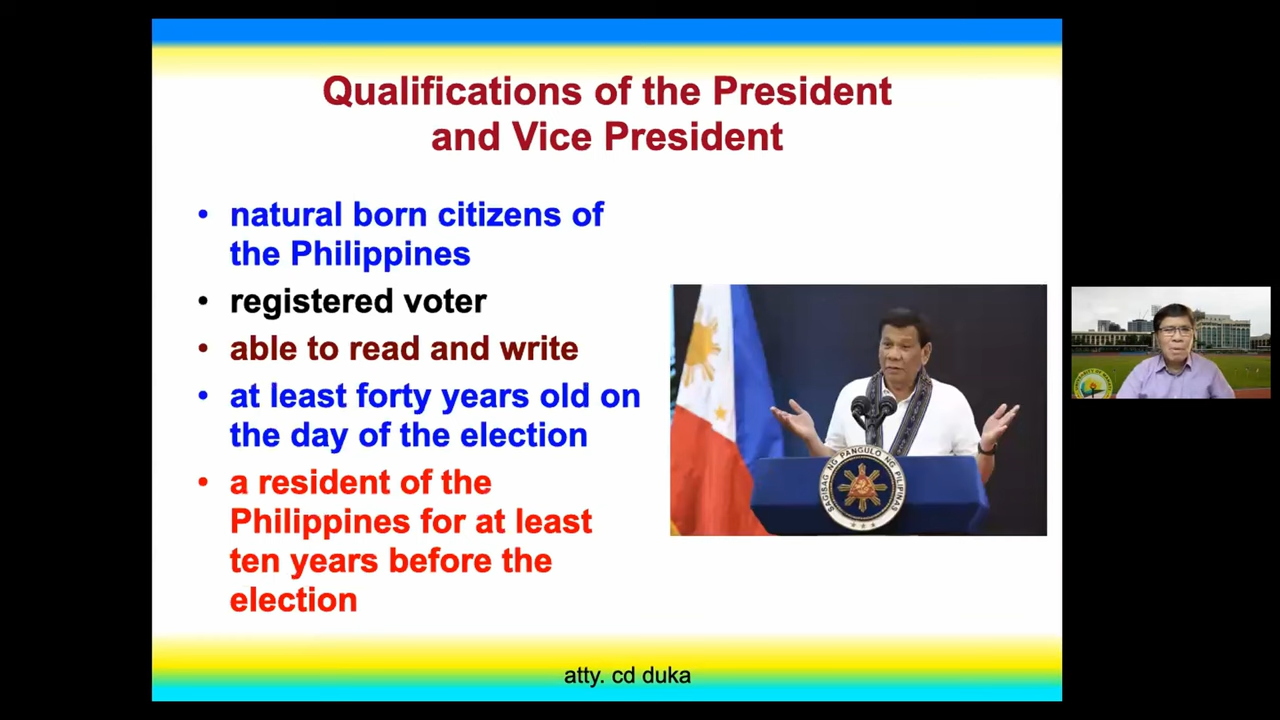 Qualifications of the President
and Vice President
• natural born citizens of
the Philippines
• registered voter
• able to read and write
• at least forty years old on
the day of the election
• a resident of the
Philippines for at least
ten years before the
election
SAGISAG NG PANGULO NG PILIPINAS
atty. cd duka